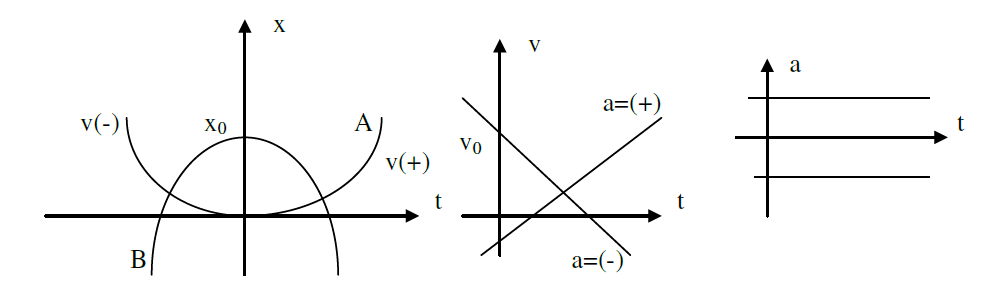 x
v(-)
x₀
A
v(+)
t
B
v
a=(+)
v₀
t
a=(-)
a
t